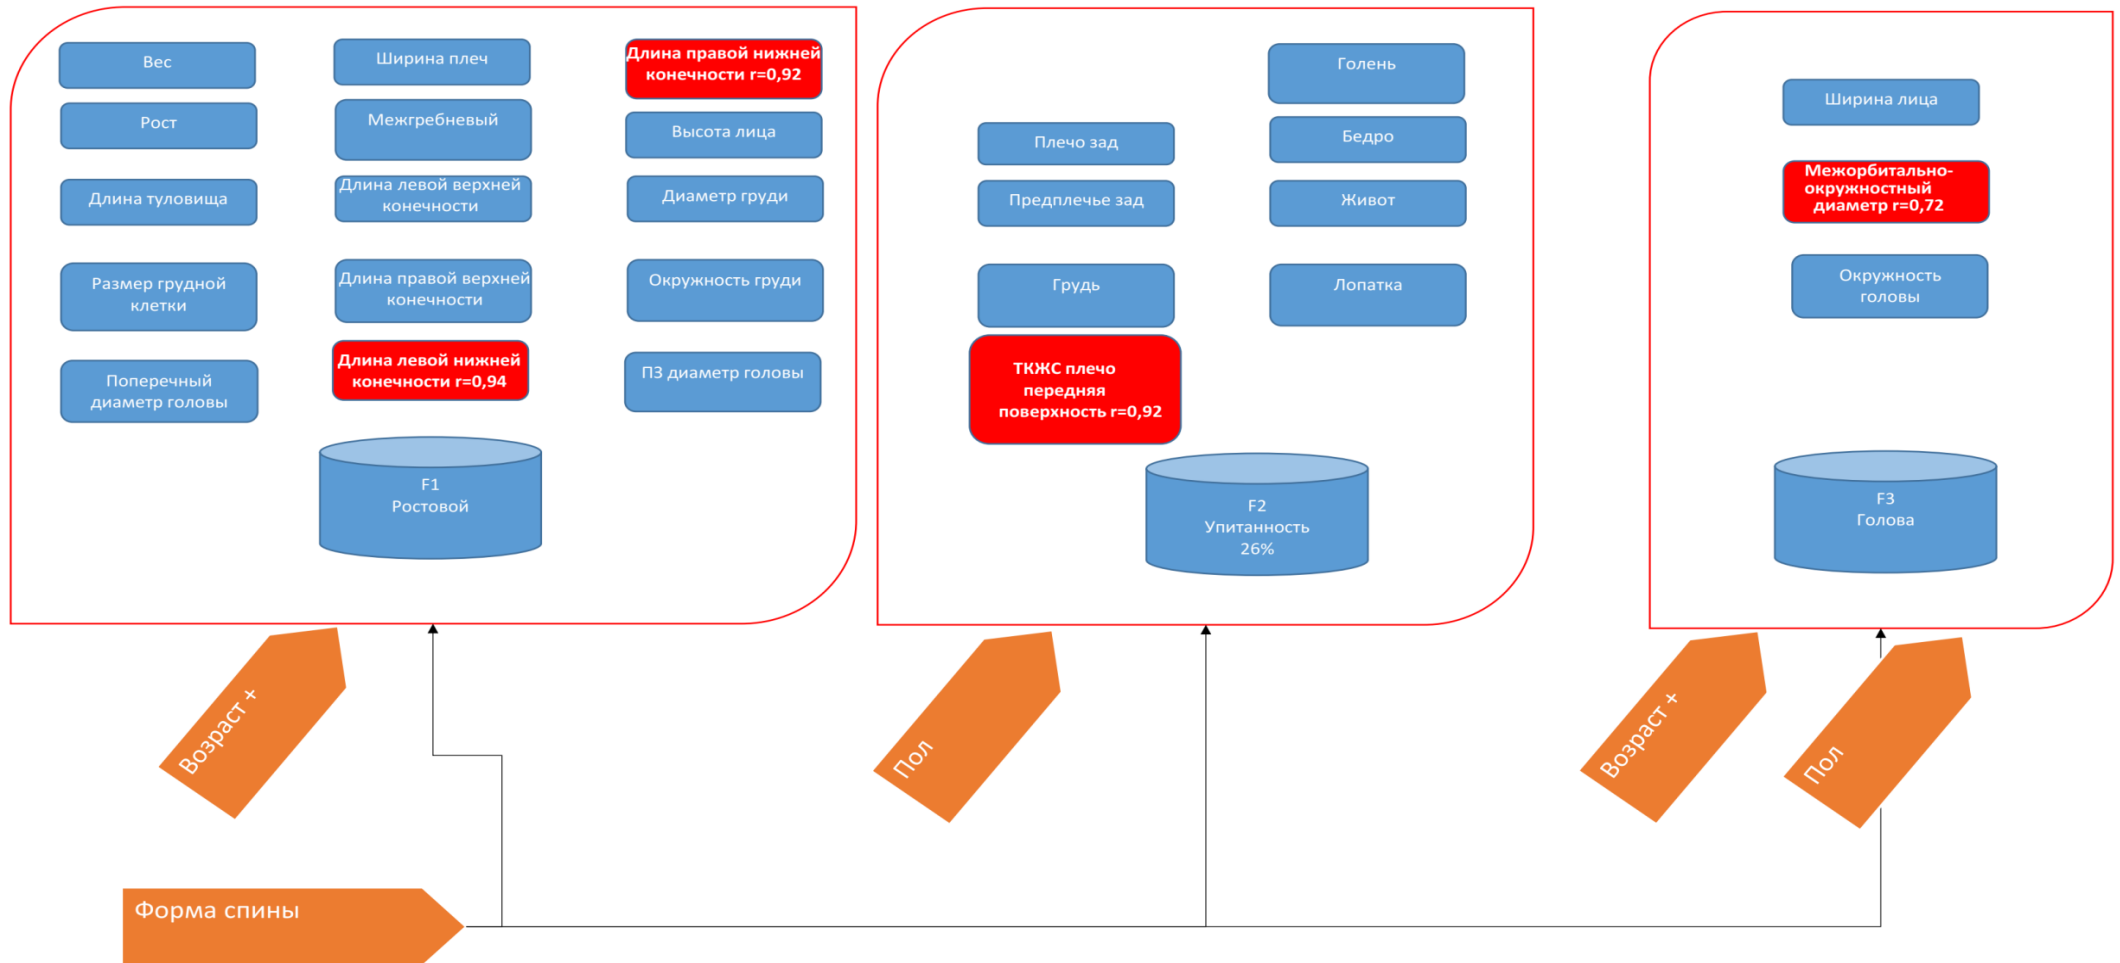 Вес
Рост
Длина туловища
Размер грудной
клетки
Поперечный
диаметр головы
Ширина плеч
Межгребневый
Длина левой верхней
конечности
Длина правой верхней
конечности
Длина левой нижней
конечности r=0,94
Длина правой нижней
конечности r=0,92
Высота лица
Диаметр груди
Окружность груди
ПЗ диаметр головы
F1
Ростовой
Плечо зад
Предплечье зад
Грудь
ТКЖС плечо
передняя
поверхность r=0,92
Голень
Бедро
Живот
Лопатка
F2
Упитанность
26%
Ширина лица
Межорбитально-
окружностный
диаметр r=0,72
Окружность
головы
F3
Голова
Возраст +
Пол
Возраст +
Пол
Форма спины